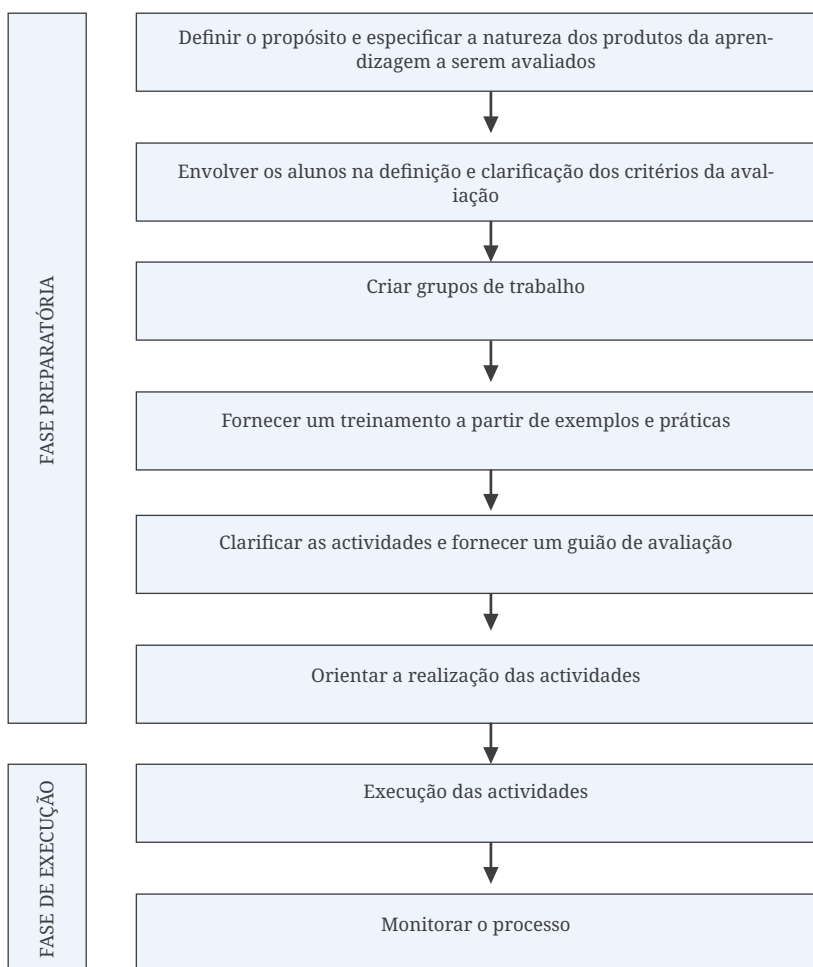 FASE PREPARATÓRIA
Definir o propósito e especificar a natureza dos produtos da apren-
dizagem a serem avaliados
Envolver os alunos na definição e clarificação dos critérios da aval-
iação
Criar grupos de trabalho
Fornecer um treinamento a partir de exemplos e práticas
Clarificar as actividades e fornecer um guião de avaliação
Orientar a realização das actividades
FASE DE EXECUÇÃO
Execução das actividades
Monitorar o processo